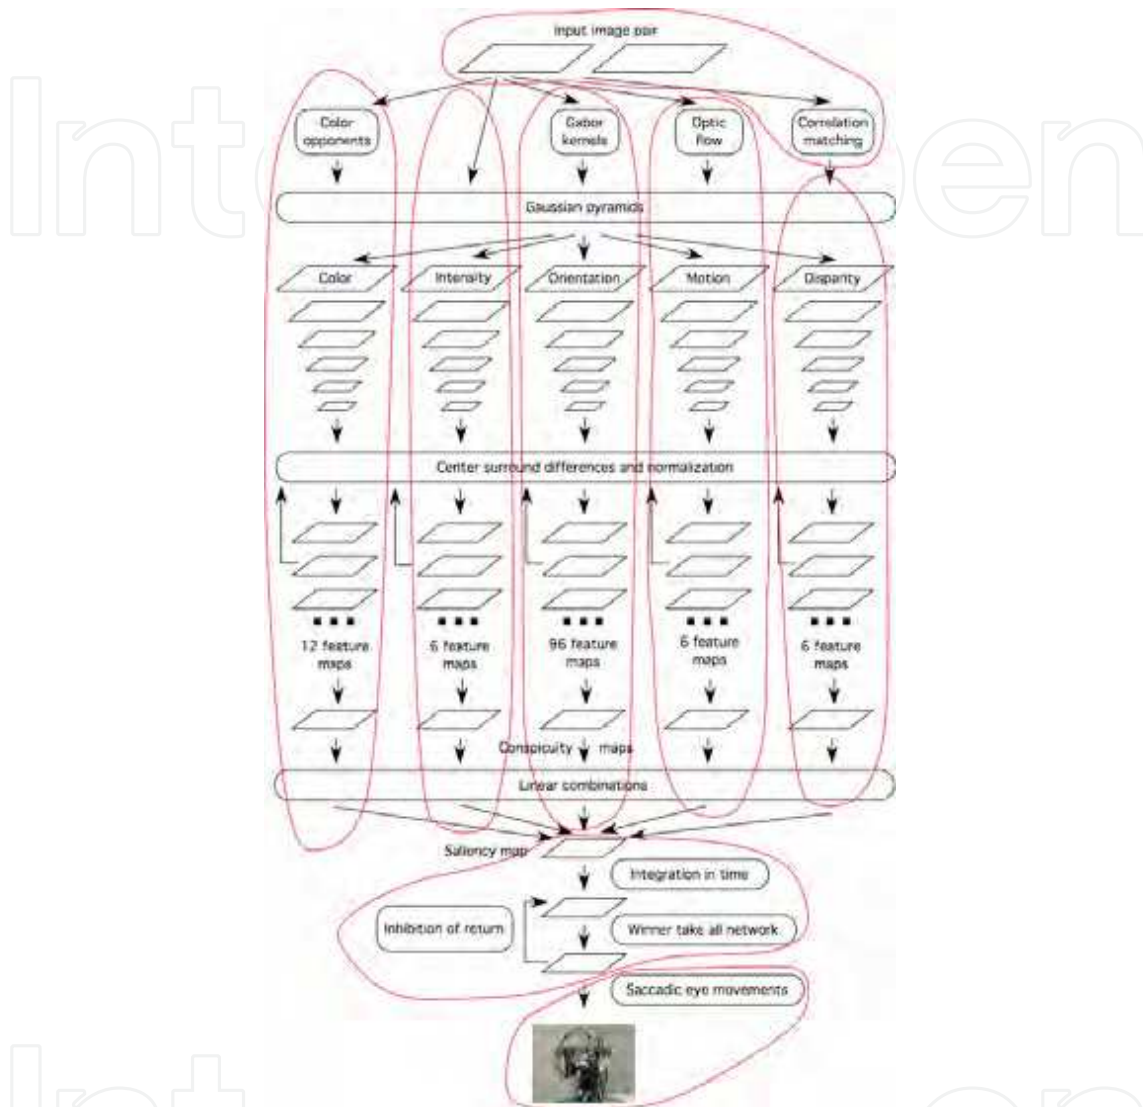 Input image pair
Color
opponents
Gabor
kernels
Optic
flow
Correlation
matching
Gaussian pyramids
Color
Intensity
Orientation
Motion
Disparity
Center surround differences and normalization
12 feature
maps
6 feature
maps
96 feature
maps
6 feature
maps
6 feature
maps
Conspicuity maps
Linear combinations
Saliency map
Integration in time
Inhibition of return
Winner take all network
Saccadic eye movements